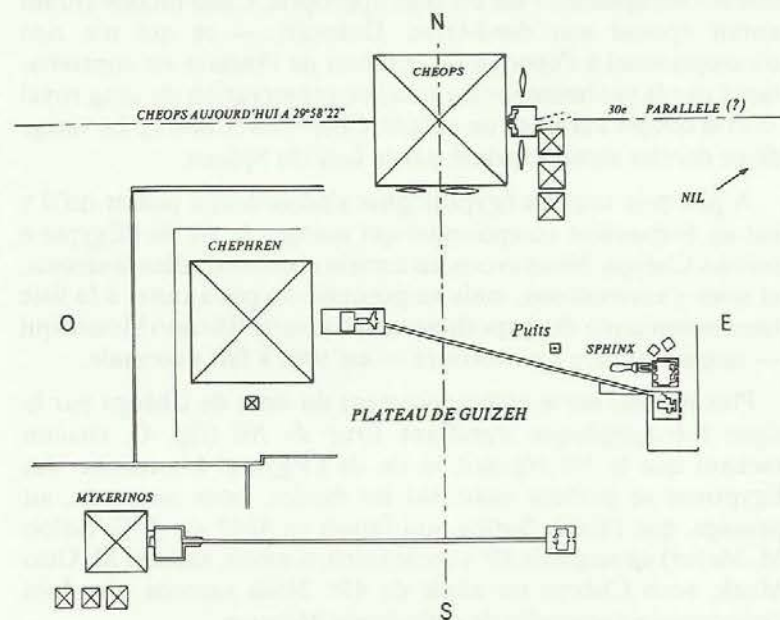 N
CHEOPS
CHEOPS AUJOURD'HUI A 29°58'22"
30e PARALLELE (?)
NIL
CHEPHREN
O
E
Puits
SPHINX
PLATEAU DE GUIZEH
MYKERINOS
S